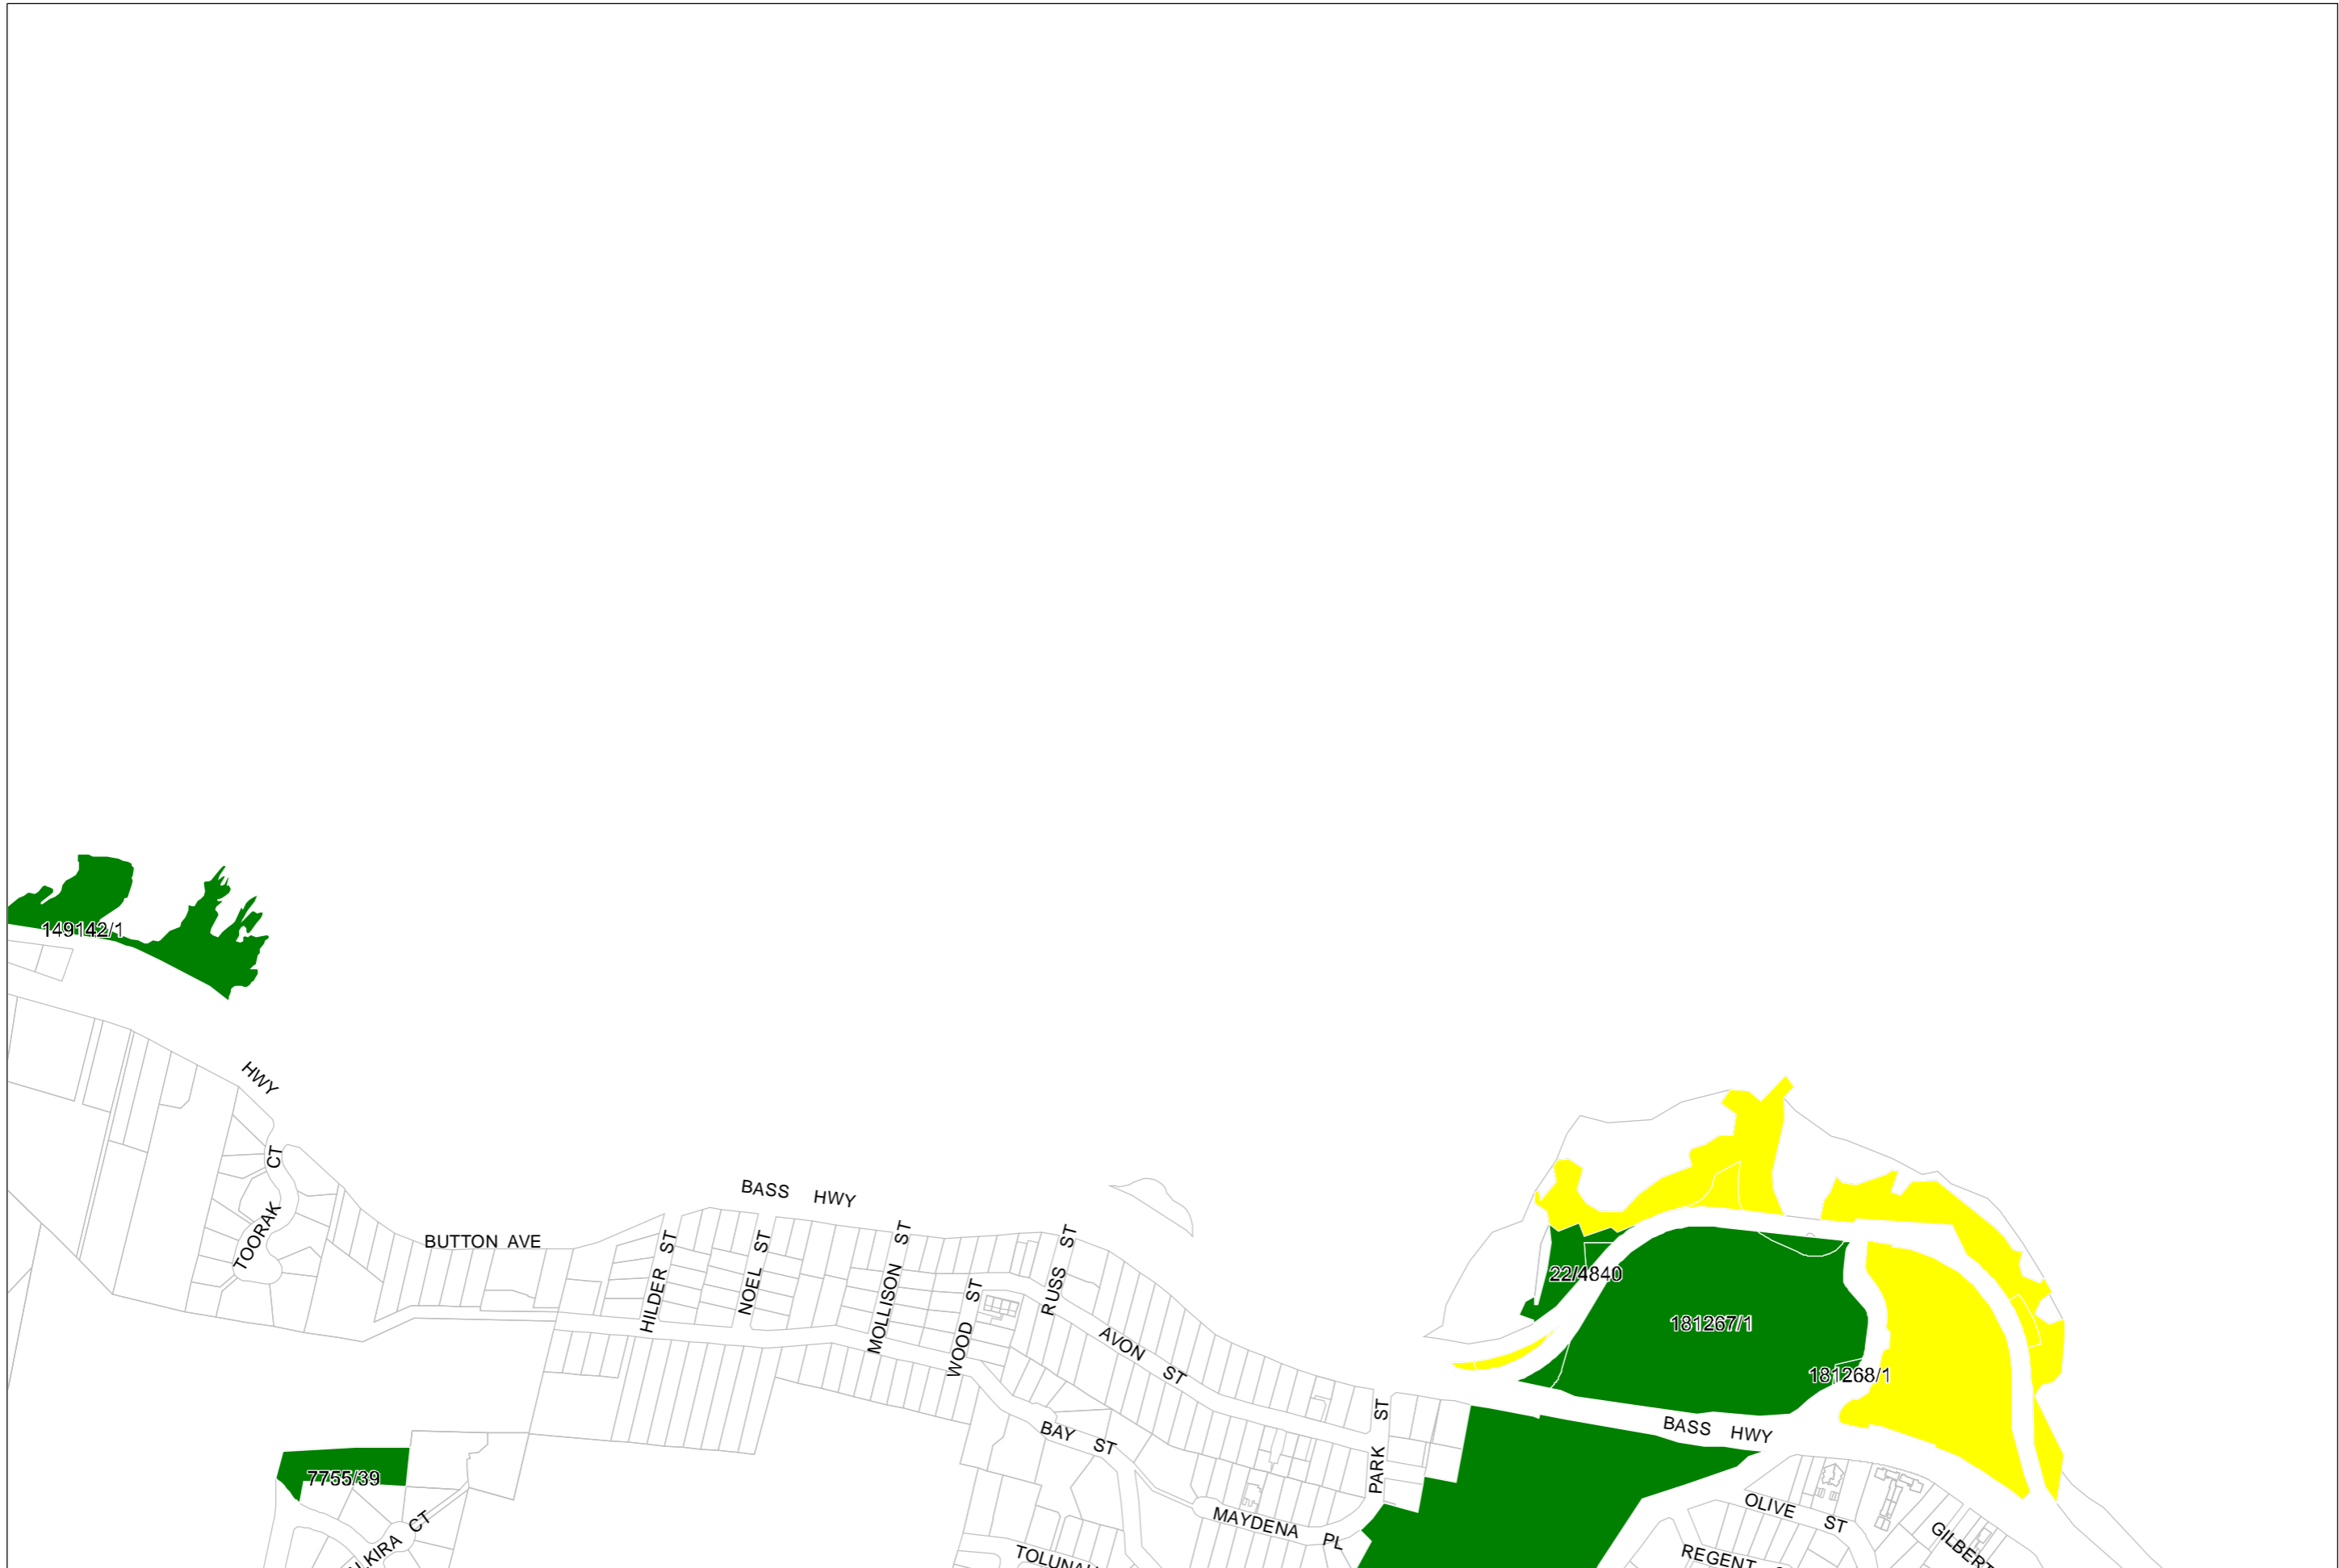 149142/1
HWY
TOORAK CT
BASS HWY
BUTTON AVE
HILDER ST
NOEL ST
MOLLISON ST
WOOD ST
RUSS ST
22/4840
181267/1
AVON ST
181268/1
PARK ST
BASS HWY
BAY ST
7755/39
MAYDENA PL
OLIVE ST
GILBERT
REGENT